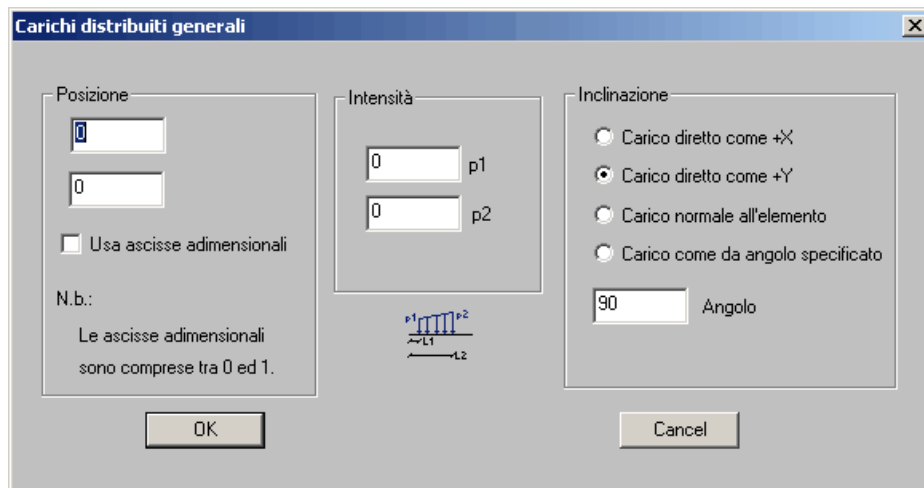 Carichi distribuiti generali
Posizione
0
0
Usa ascisse adimensionali
N.b.:
Le ascisse adimensionali
sono comprese tra 0 ed 1.
Intensità
0 p1
0 p2
p1 p2
L1
L2
Inclinazione
Carico diretto come +X
Carico diretto come +Y
Carico normale all'elemento
Carico come da angolo specificato
90 Angolo
OK
Cancel